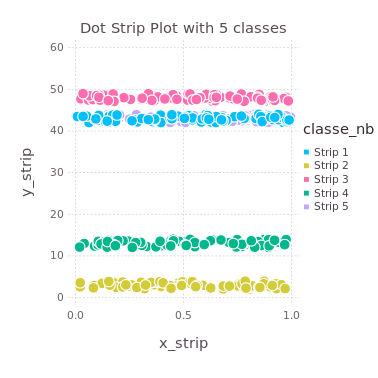 Dot Strip Plot with 5 classes
60
50
40
30
20
10
0
y_strip
0.0
0.5
1.0
x_strip
classe_nb
Strip 1
Strip 2
Strip 3
Strip 4
Strip 5